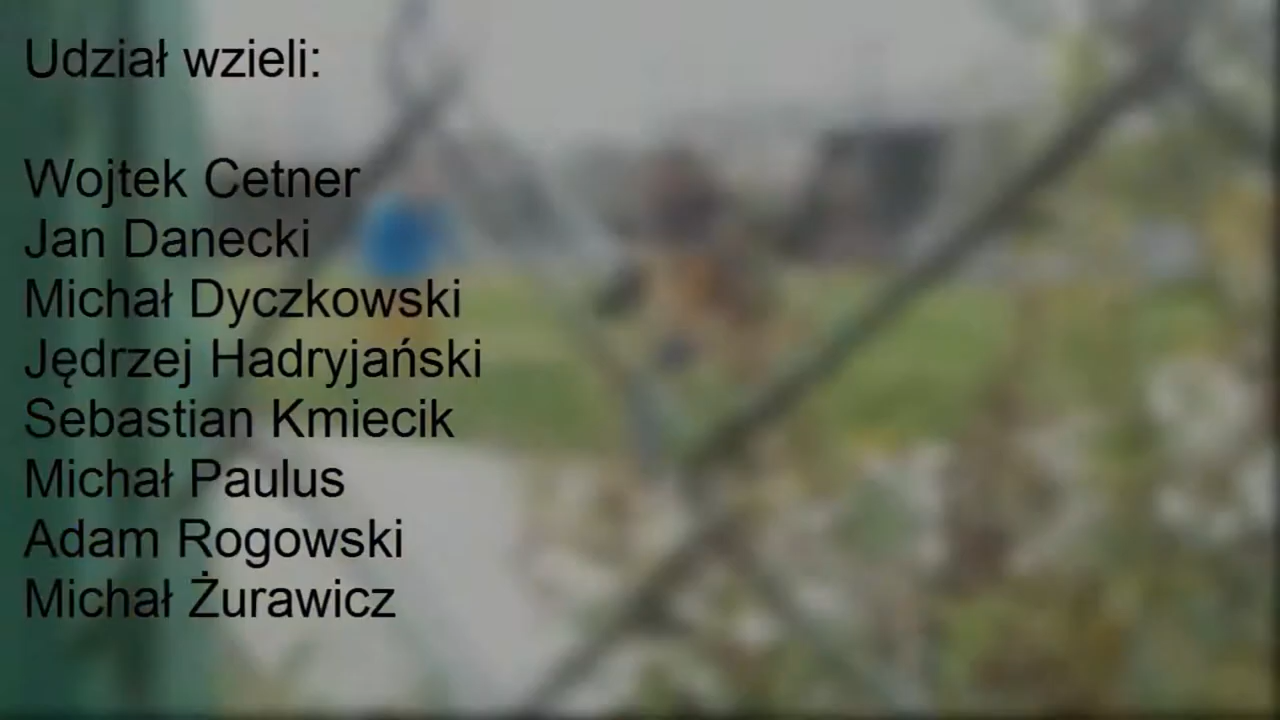 Udział wzieli:
Wojtek Cetner
Jan Danecki
Michał Dyczkowski
Jędrzej Hadryjański
Sebastian Kmiecik
Michał Paulus
Adam Rogowski
Michał Żurawicz